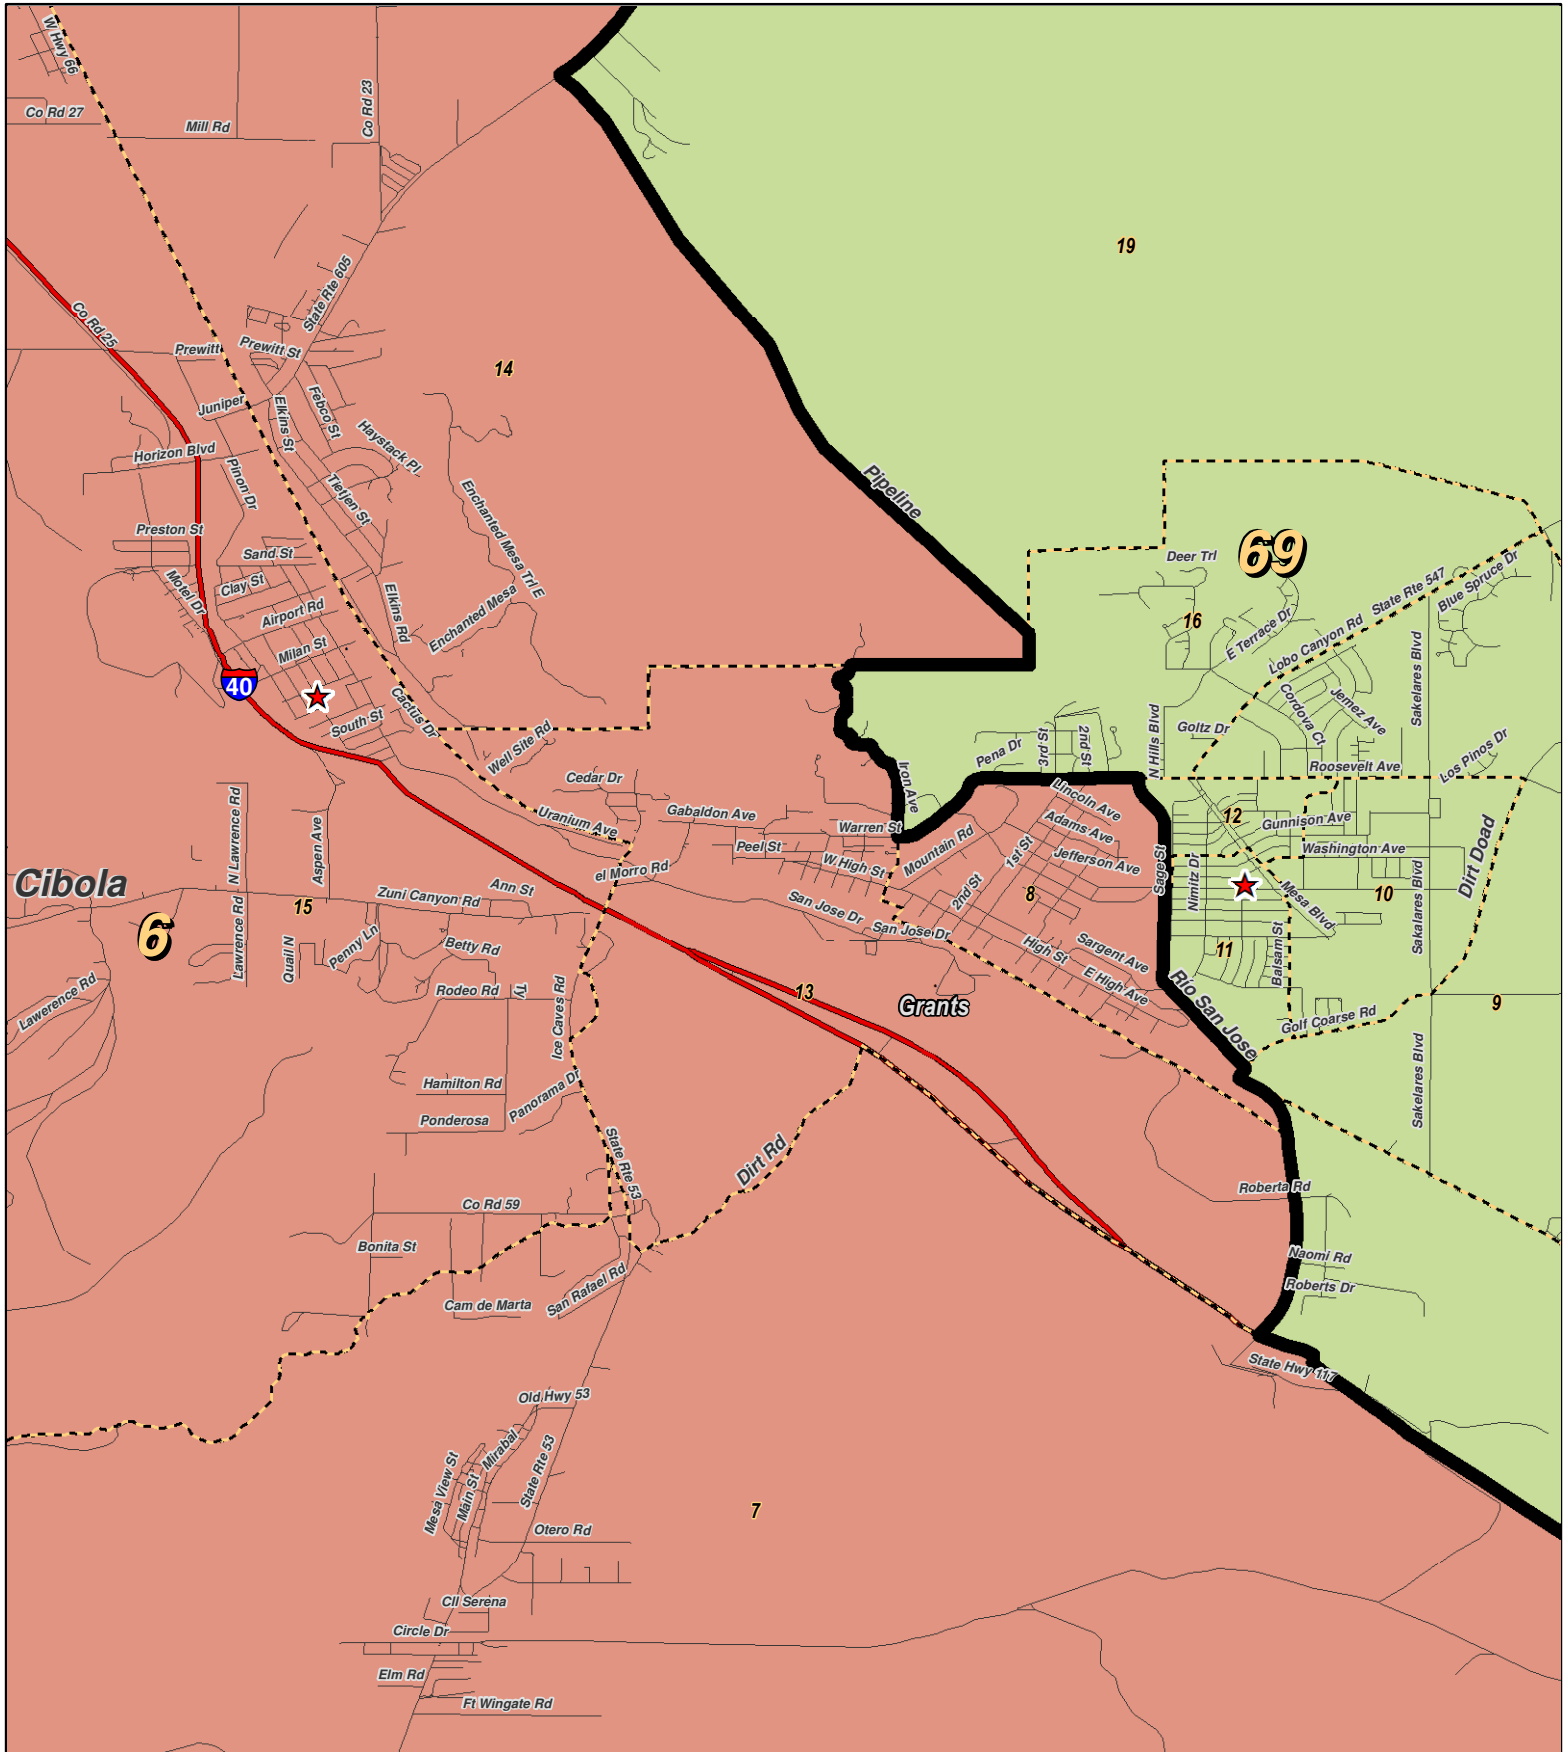 W Hwy 66
Co Rd 27
Mill Rd
Co Rd 23
19
State Rte 605
Co Rd 25
Prewitt
Prewitt St
14
Juniper
Elkins St
Febco St
Haystack Pl
Horizon Blvd
Pinon Dr
Tietjen St
Enchanted Mesa Trl E
Pipeline
Preston St
Sand St
69
Deer Trl
Motel Dr
Clay St
Airport Rd
Elkins Rd
Enchanted Mesa
16
E Terrace Dr
State Rte 547
Blue Spruce Dr
Lobo Canyon Rd
Milan St
40
Cactus Dr
South St
Sakelares Blvd
Cordova Ct
Jemez Ave
Well Site Rd
N Hills Blvd
Goltz Dr
Pena Dr
3rd St
2nd St
Los Pinos Dr
Roosevelt Ave
Cedar Dr
Iron Ave
N Lawrence Rd
Uranium Ave
Gabaldon Ave
Warren St
Lincoln Ave
Adams Ave
12
Gunnison Ave
Aspen Ave
Peel St
W High St
Mountain Rd
1st St
Jefferson Ave
Sage St
Washington Ave
Dirt Doad
Cibola
el Morro Rd
Zuni Canyon Rd
Ann St
15
2nd St
8
Nimitz Dr
Mesa Blvd
10
Sakalares Blvd
6
Lawrence Rd
Quail N
Penny Ln
Betty Rd
San Jose Dr
San Jose Dr
High St
Sargent Ave
E High Ave
11
Balsam St
Lawerence Rd
Rodeo Rd
Ty
Ice Caves Rd
13
Grants
Rio San Jose
Golf Coarse Rd
9
Hamilton Rd
Ponderosa
Panorama Dr
Sakelares Blvd
State Rte 53
Dirt Rd
Roberta Rd
Co Rd 59
Bonita St
Naomi Rd
Roberts Dr
Cam de Marta
San Rafael Rd
State Hwy 117
Old Hwy 53
Mesa View St
Main St
Mirabal
State Rte 53
7
Otero Rd
Cll Serena
Circle Dr
Elm Rd
Ft Wingate Rd